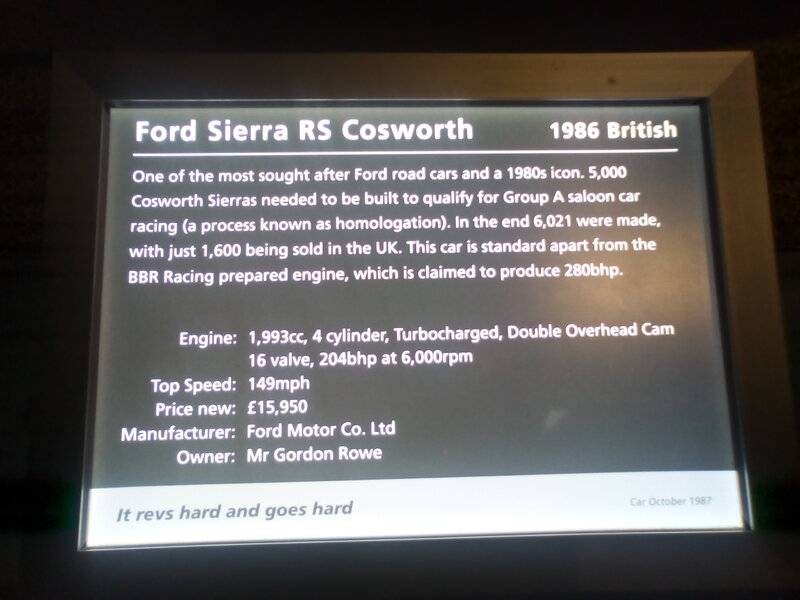 Ford Sierra RS Cosworth 1986 British
One of the most sought after Ford road cars and a 1980s icon. 5,000
Cosworth Sierras needed to be built to qualify for Group A saloon car
racing (a process known as homologation). In the end 6,021 were made,
with just 1,600 being sold in the UK. This car is standard apart from the
BBR Racing prepared engine, which is claimed to produce 280bhp.
Engine: 1,993cc, 4 cylinder, Turbocharged, Double Overhead Cam
16 valve, 204bhp at 6,000rpm
Top Speed: 149mph
Price new: £15,950
Manufacturer: Ford Motor Co. Ltd
Owner: Mr Gordon Rowe
It revs hard and goes hard
Car October 1987